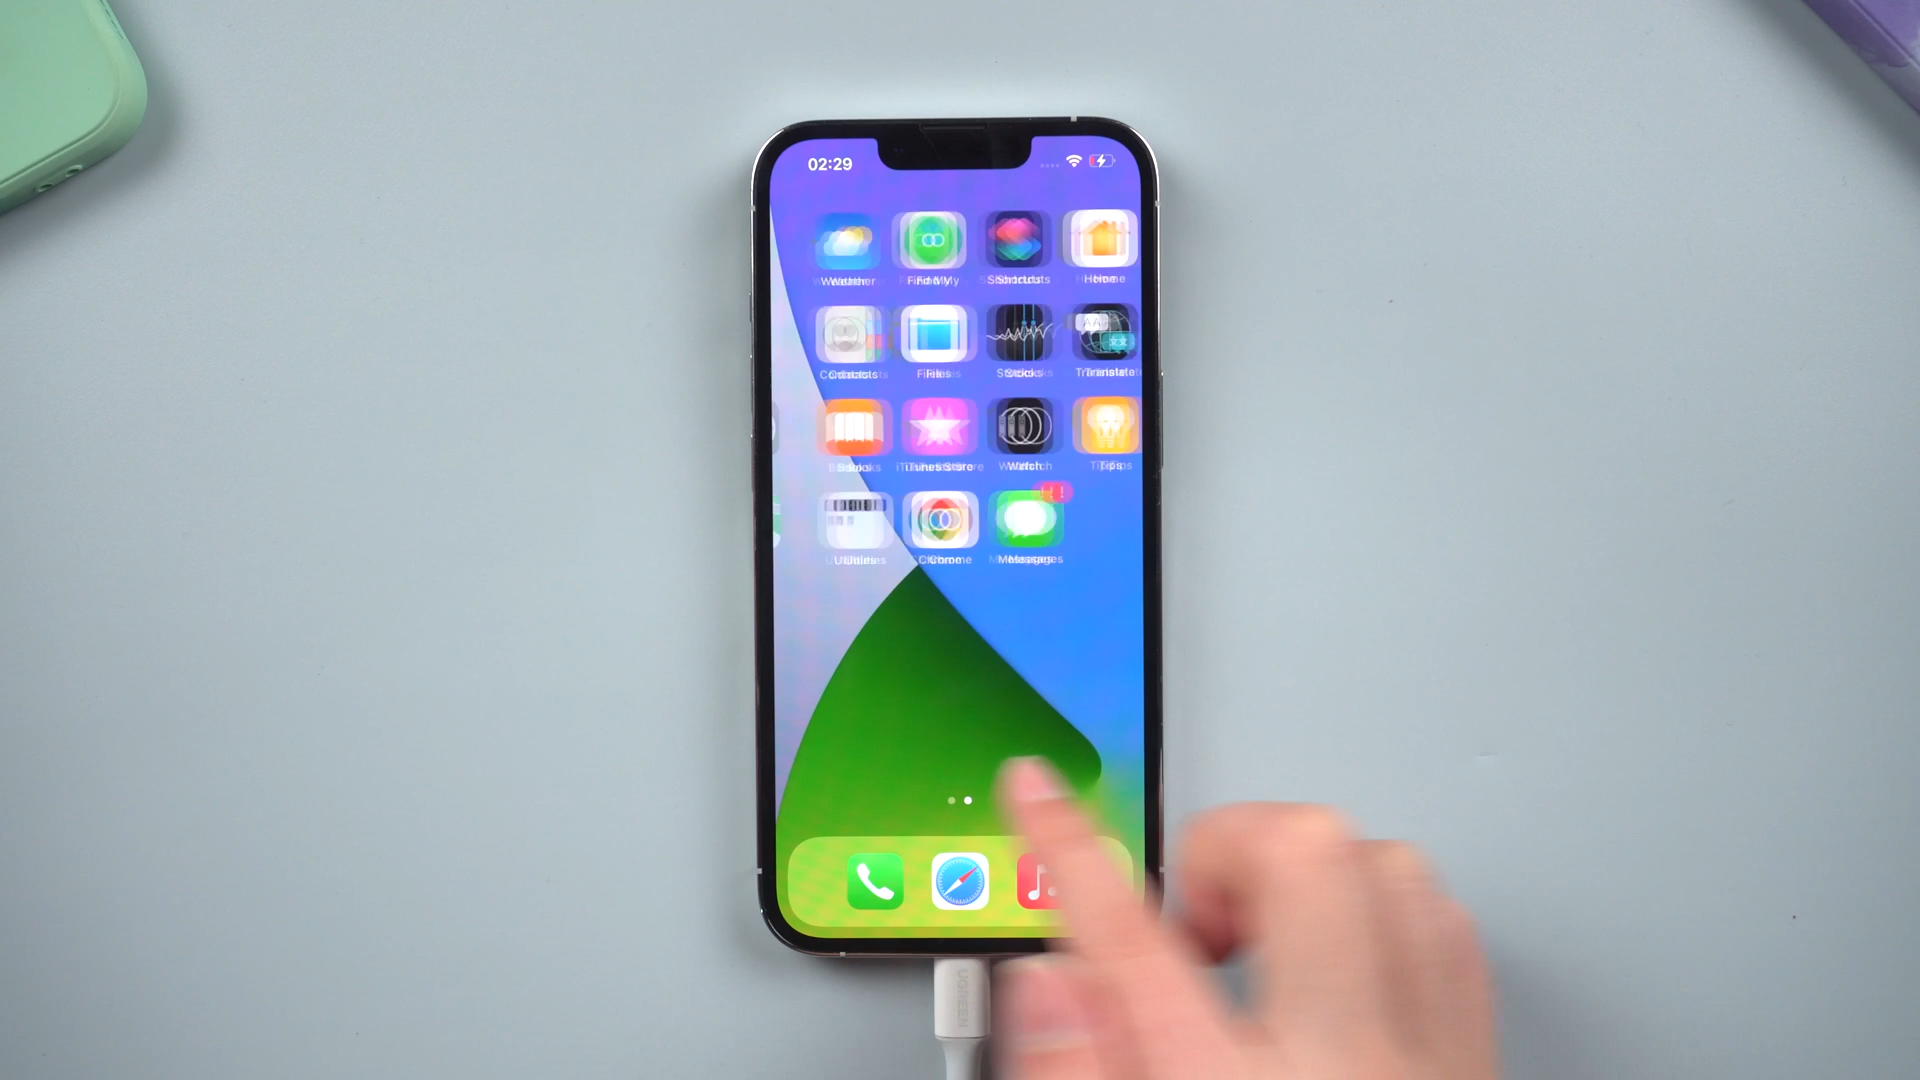 02:29
Weather Find My Shortcuts Home
Contacts Files Stocks Translate
Books iTunes Store Watch Tips
Utilities Chrome Messages
UGREEN